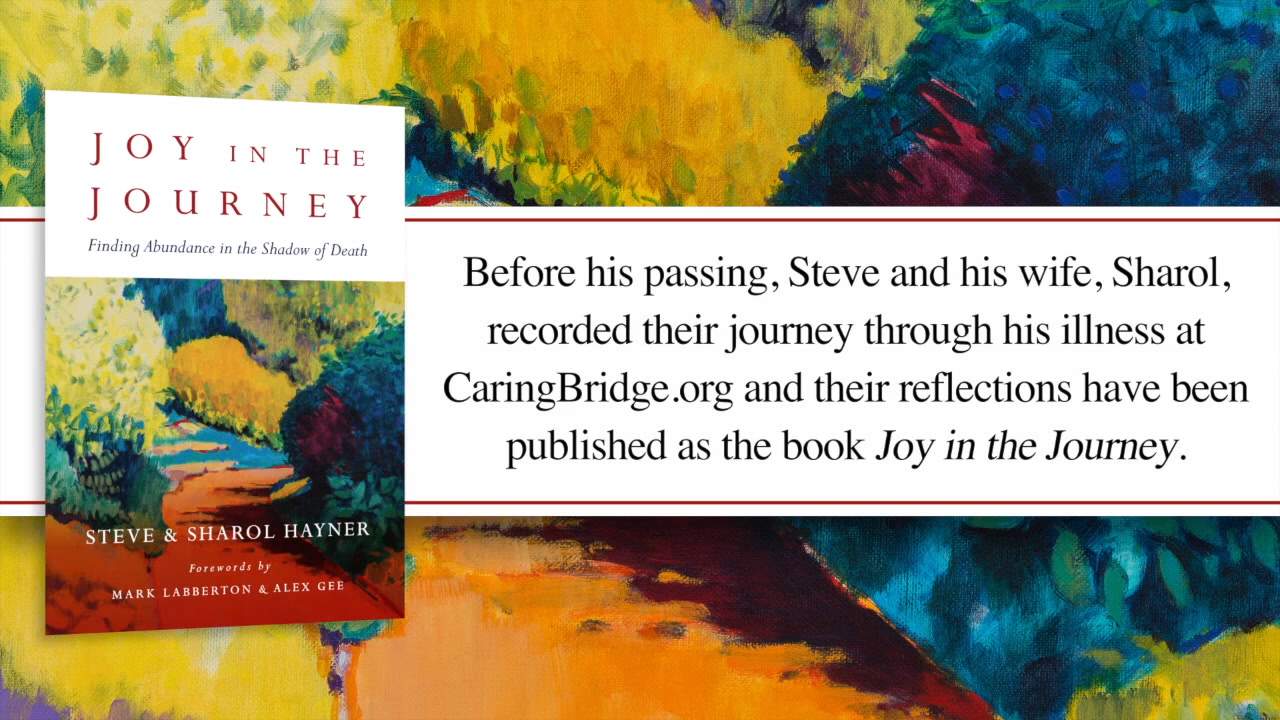 JOY IN THE
JOURNEY
Finding Abundance in the Shadow of Death
STEVE & SHAROL HAYNER
Forewords by
MARK LABBERTON & ALEX GEE
Before his passing, Steve and his wife, Sharol,
recorded their journey through his illness at
CaringBridge.org and their reflections have been
published as the book Joy in the Journey.